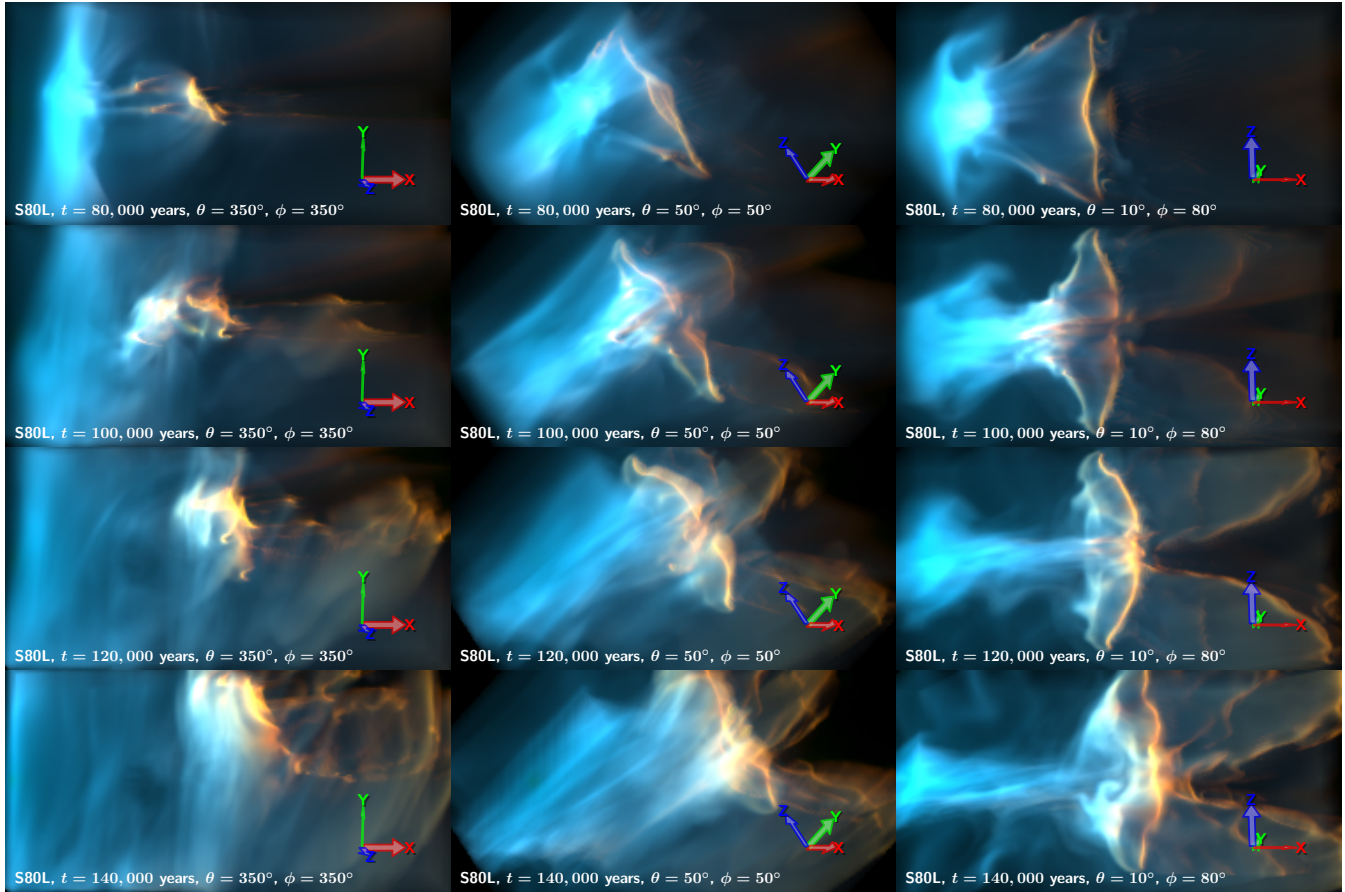 Y
X
Z
S80L, t = 80,000 years, θ = 350°, ϕ = 350°
Z
Y
X
S80L, t = 80,000 years, θ = 50°, ϕ = 50°
Z
Y
X
S80L, t = 80,000 years, θ = 10°, ϕ = 80°
Y
X
Z
S80L, t = 100,000 years, θ = 350°, ϕ = 350°
Z
Y
X
S80L, t = 100,000 years, θ = 50°, ϕ = 50°
Z
Y
X
S80L, t = 100,000 years, θ = 10°, ϕ = 80°
Y
X
Z
S80L, t = 120,000 years, θ = 350°, ϕ = 350°
Z
Y
X
S80L, t = 120,000 years, θ = 50°, ϕ = 50°
Z
Y
X
S80L, t = 120,000 years, θ = 10°, ϕ = 80°
Y
X
Z
S80L, t = 140,000 years, θ = 350°, ϕ = 350°
Z
Y
X
S80L, t = 140,000 years, θ = 50°, ϕ = 50°
Z
Y
X
S80L, t = 140,000 years, θ = 10°, ϕ = 80°